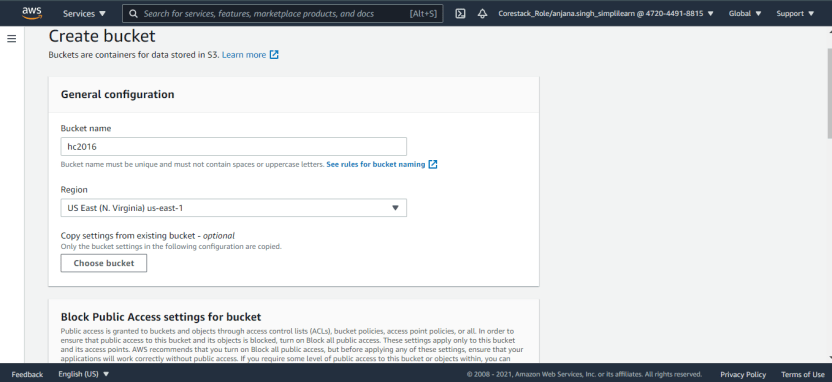 aws Services ▼ Search for services, features, marketplace products, and docs [Alt+S] Corestack_Role/anjana.singh_simplilearn @ 4720-4491-8815 ▼ Global ▼ Support ▼
Create bucket
Buckets are containers for data stored in S3. Learn more
General configuration
Bucket name
hc2016
Bucket name must be unique and must not contain spaces or uppercase letters. See rules for bucket naming
Region
US East (N. Virginia) us-east-1
Copy settings from existing bucket - optional
Only the bucket settings in the following configuration are copied.
Choose bucket
Block Public Access settings for bucket
Public access is granted to buckets and objects through access control lists (ACLs), bucket policies, access point policies, or all. In order to
ensure that public access to this bucket and its objects is blocked, turn on Block all public access. These settings apply only to this bucket
and its access points. AWS recommends that you turn on Block all public access, but before applying any of these settings, ensure that your
applications will work correctly without public access. If you require some level of public access to this bucket or objects within, you can
Feedback English (US) ▼ © 2008 - 2021, Amazon Web Services, Inc. or its affiliates. All rights reserved. Privacy Policy Terms of Use